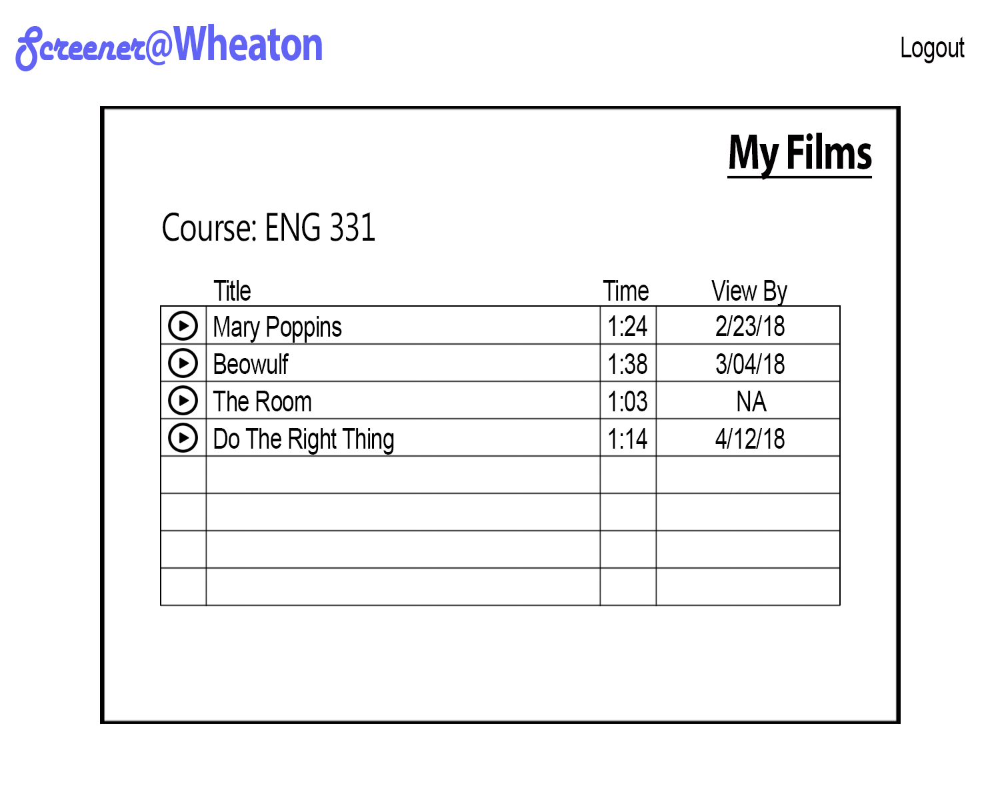 Screener@Wheaton
Logout
My Films
Course: ENG 331
Title Time View By
Mary Poppins 1:24 2/23/18
Beowulf 1:38 3/04/18
The Room 1:03 NA
Do The Right Thing 1:14 4/12/18